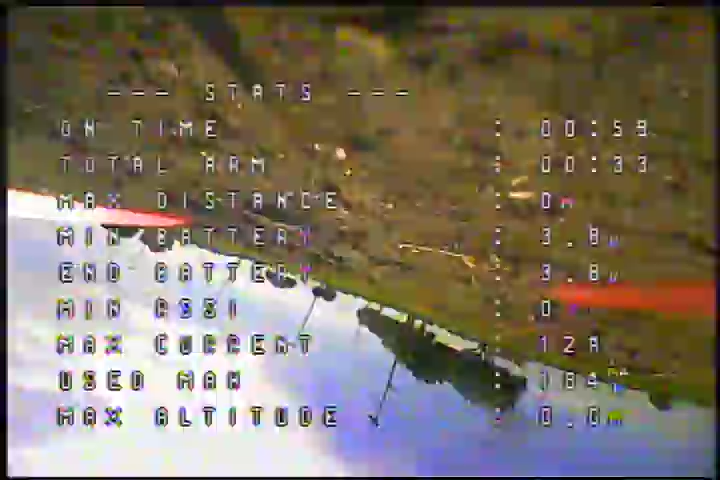 --- STATS ---
ON TIME : 00:59
TOTAL ARM : 00:33
MAX DISTANCE : 0m
MIN BATTERY : 3.8v
END BATTERY : 3.8v
MIN RSSI : 0
MAX CURRENT : 12A
USED MAH : 184
MAX ALTITUDE : 0.0m